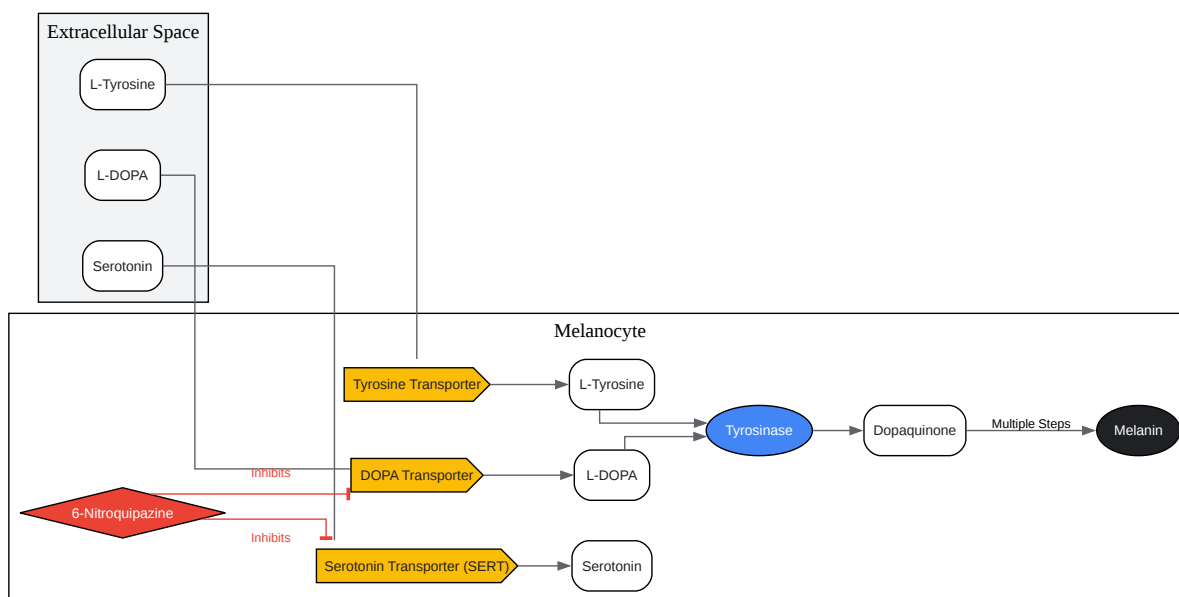 Extracellular Space
L-Tyrosine
L-DOPA
Serotonin
Melanocyte
Tyrosine Transporter
L-Tyrosine
Tyrosinase
Dopaquinone
Multiple Steps
Melanin
Inhibits
DOPA Transporter
L-DOPA
6-Nitroquipazine
Inhibits
Serotonin Transporter (SERT)
Serotonin